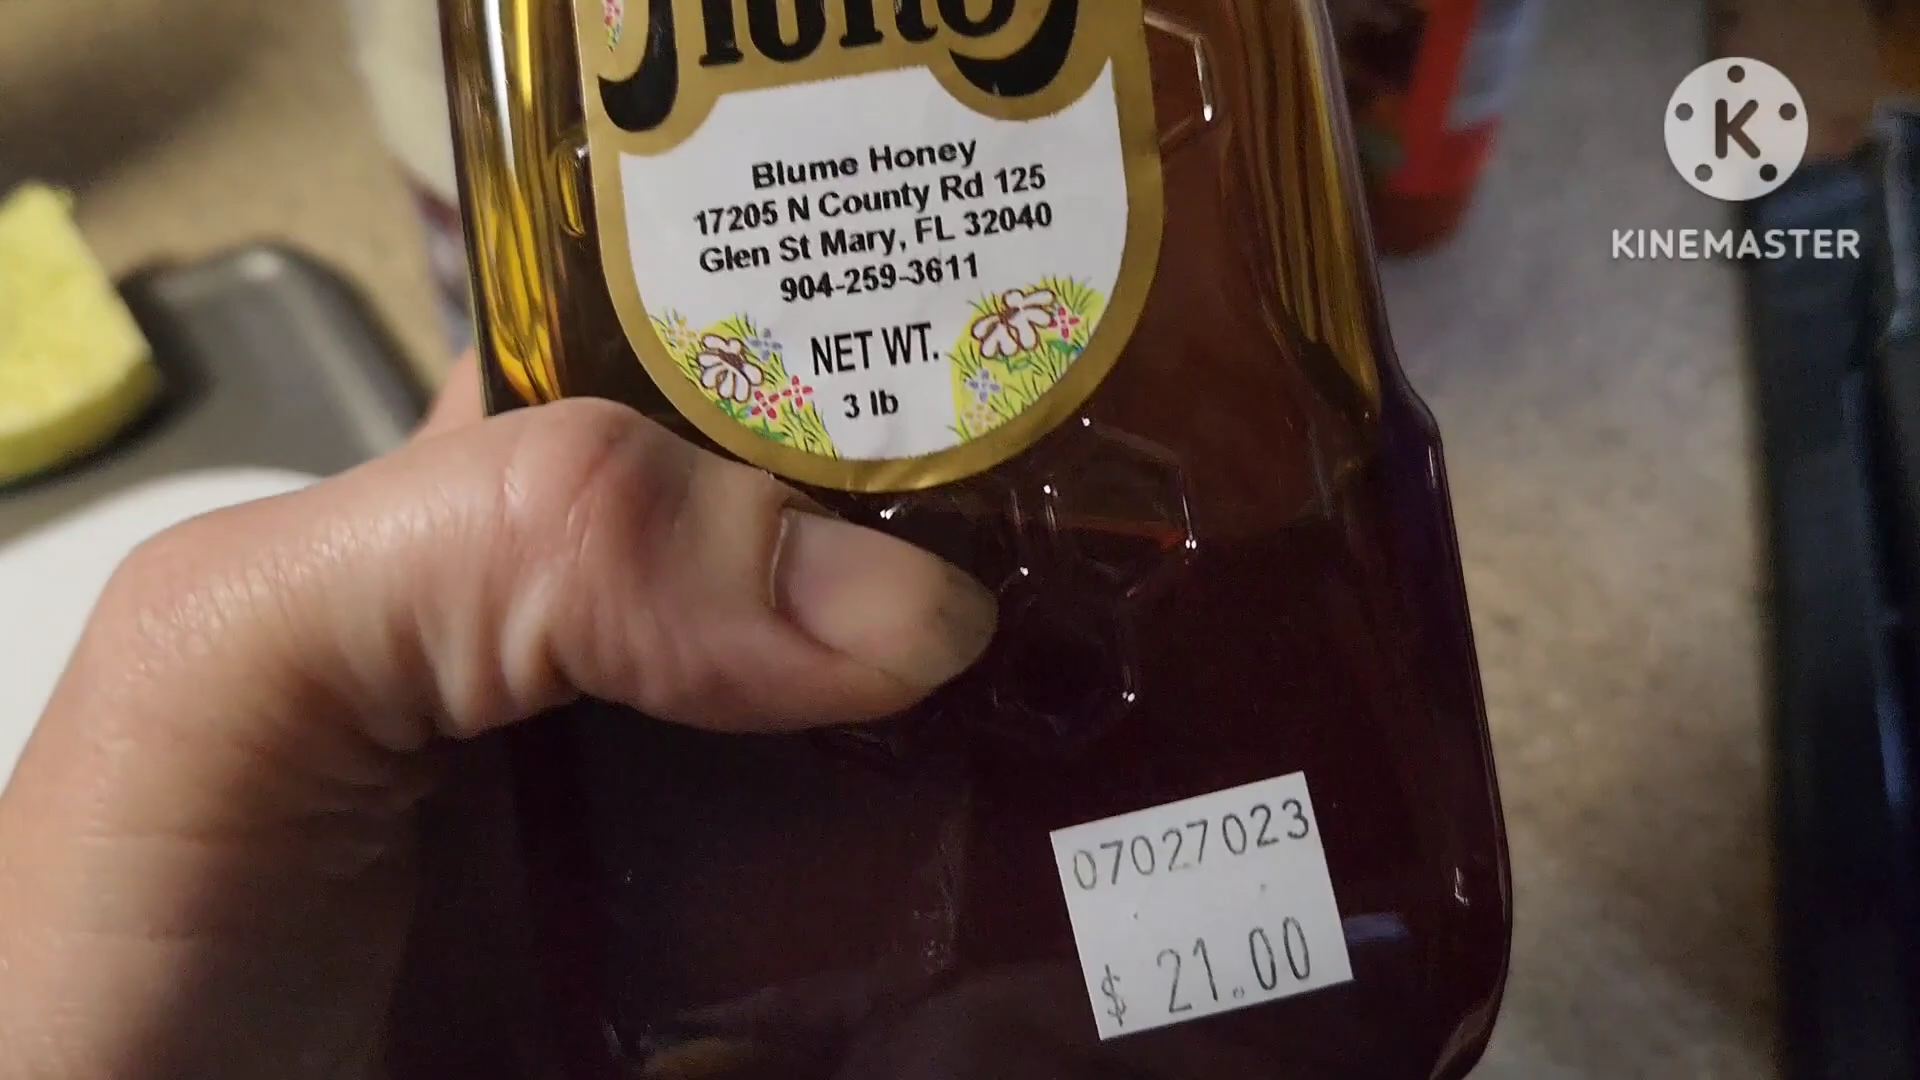 Honey
Blume Honey
17205 N County Rd 125
Glen St Mary, FL 32040
904-259-3611
NET WT.
3 lb
07027023
$ 21.00
K
KINEMASTER